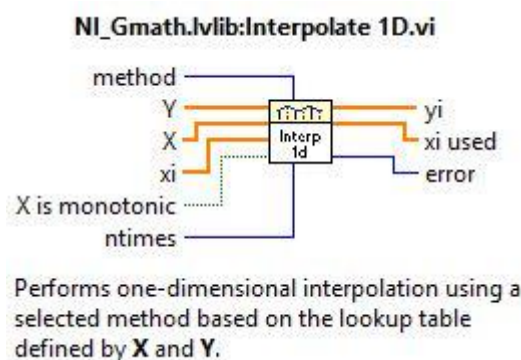 NI_Gmath.lvlib:Interpolate 1D.vi
method
Y
X
xi
X is monotonic
ntimes
Interp
1d
yi
xi used
error
Performs one-dimensional interpolation using a
selected method based on the lookup table
defined by X and Y.